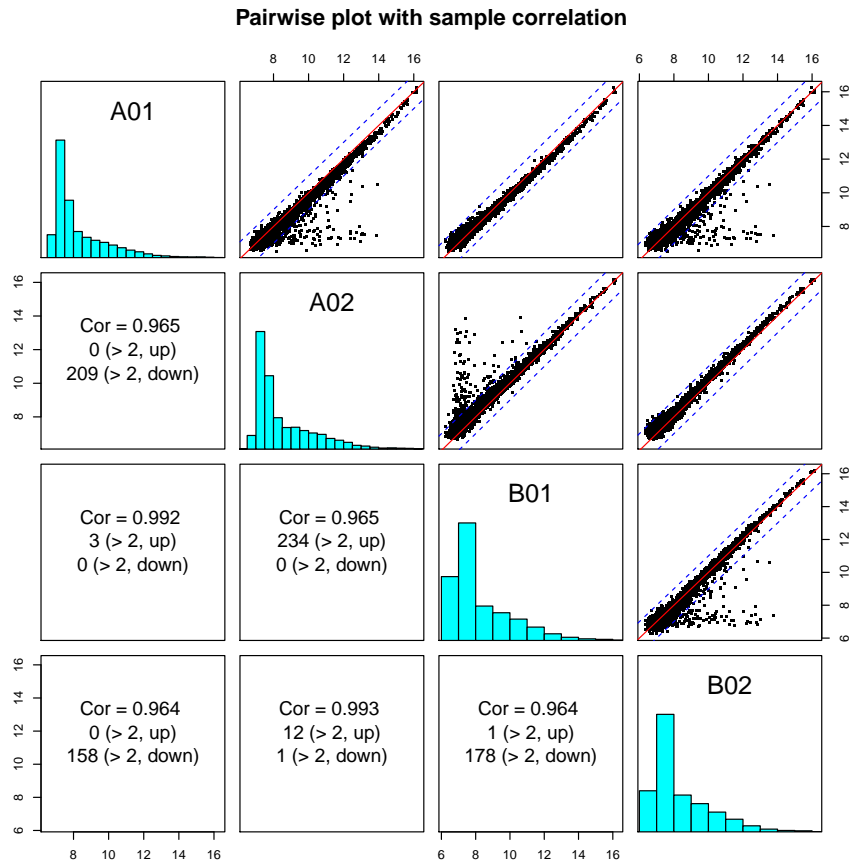 Pairwise plot with sample correlation
8 10 12 14 16
6 8 10 12 14 16
A01
8 10 12 14 16
8 10 12 14 16
Cor = 0.965
0 (> 2, up)
209 (> 2, down)
A02
Cor = 0.992
3 (> 2, up)
0 (> 2, down)
Cor = 0.965
234 (> 2, up)
0 (> 2, down)
B01
6 8 10 12 14 16
6 8 10 12 14 16
Cor = 0.964
0 (> 2, up)
158 (> 2, down)
Cor = 0.993
12 (> 2, up)
1 (> 2, down)
Cor = 0.964
1 (> 2, up)
178 (> 2, down)
B02
8 10 12 14 16
6 8 10 12 14 16